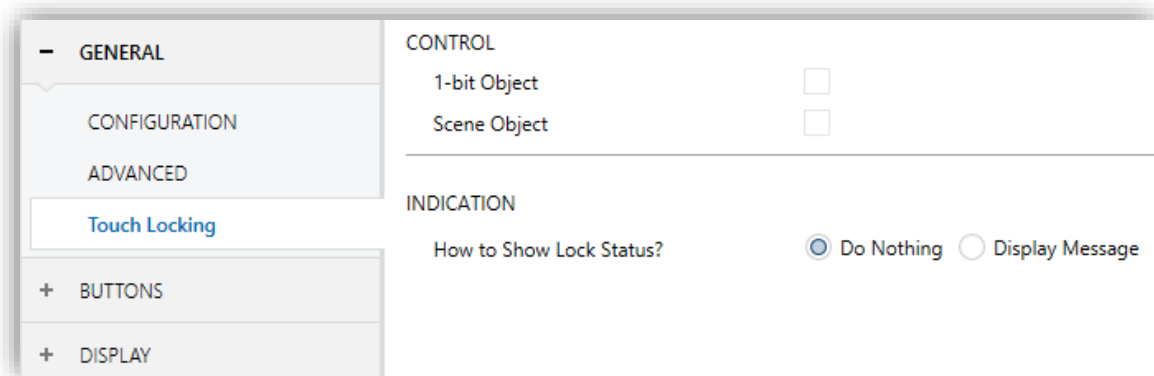 GENERAL
CONFIGURATION
ADVANCED
Touch Locking
BUTTONS
DISPLAY
CONTROL
1-bit Object
Scene Object
INDICATION
How to Show Lock Status? Do Nothing Display Message